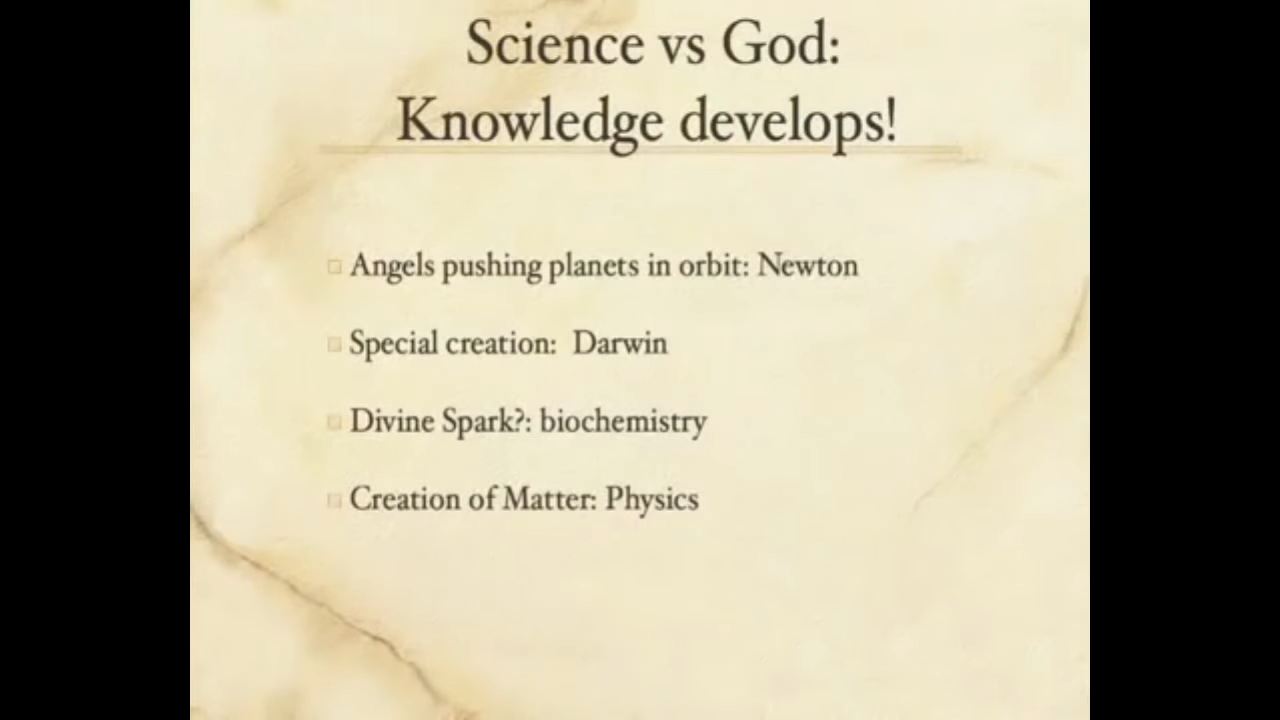 Science vs God:
Knowledge develops!
Angels pushing planets in orbit: Newton
Special creation: Darwin
Divine Spark?: biochemistry
Creation of Matter: Physics